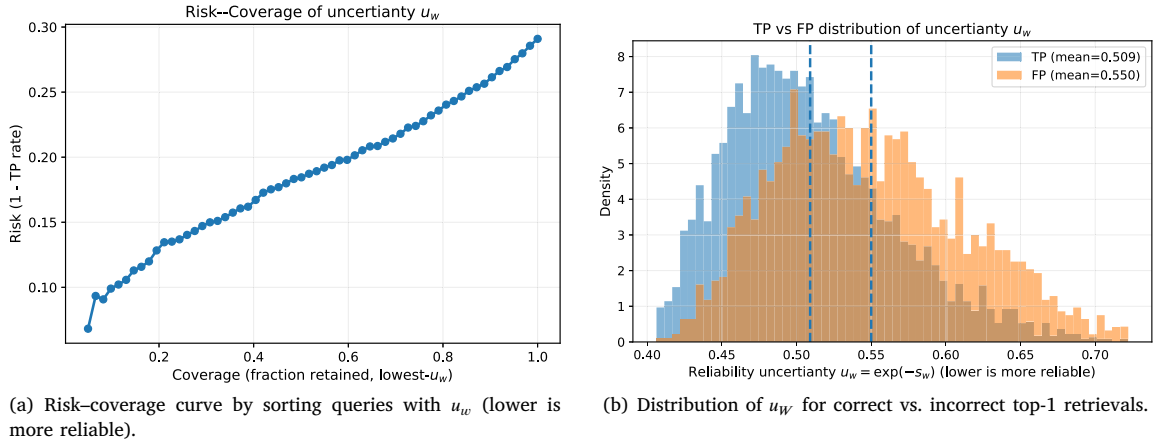 Risk--Coverage of uncertianty u_w
0.30
0.25
0.20
0.15
0.10
Risk (1 - TP rate)
0.2
0.4
0.6
0.8
1.0
Coverage (fraction retained, lowest-u_w)
(a) Risk–coverage curve by sorting queries with u_w (lower is
more reliable).
TP vs FP distribution of uncertianty u_w
TP (mean=0.509)
FP (mean=0.550)
8
7
6
5
4
3
2
1
0
Density
0.40
0.45
0.50
0.55
0.60
0.65
0.70
Reliability uncertainty u_w = exp(−s_w) (lower is more reliable)
(b) Distribution of u_W for correct vs. incorrect top-1 retrievals.